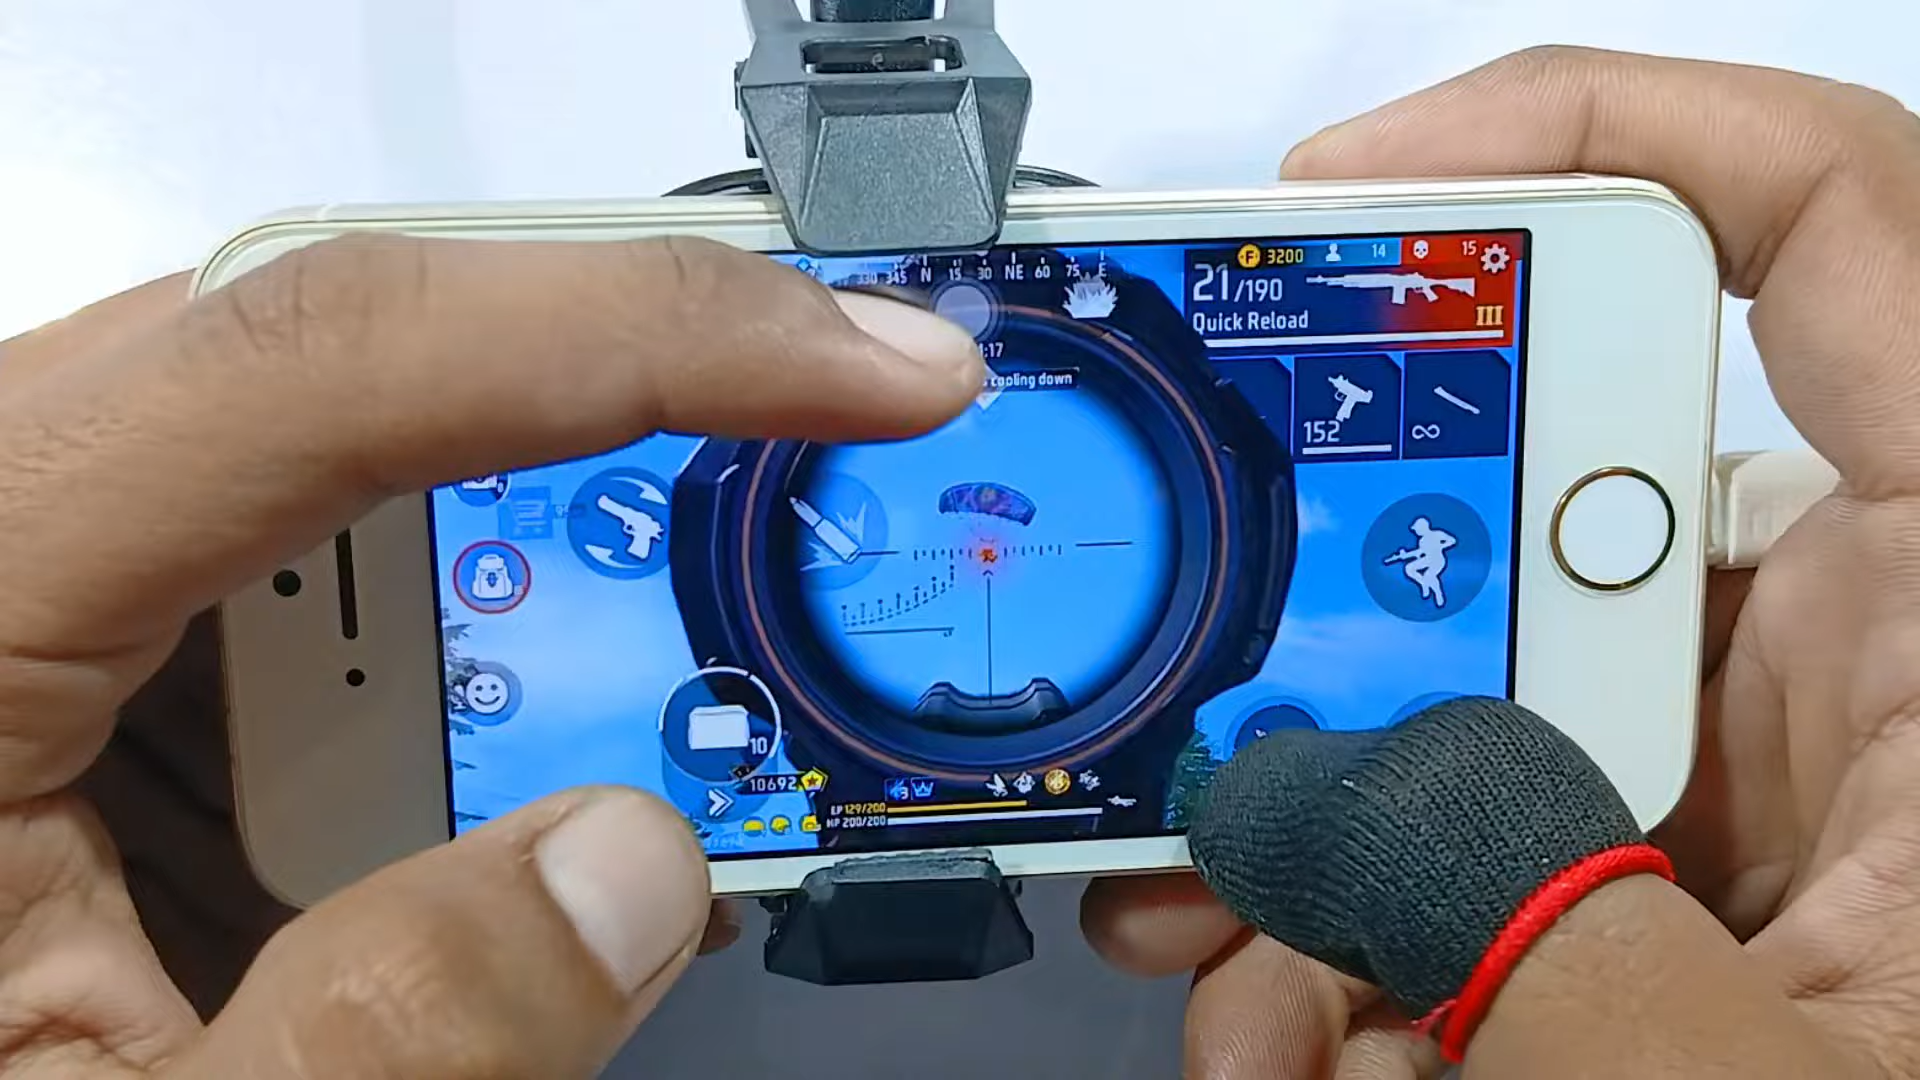 3200 14 15
330 345 N 15 30 NE 60 75 E
21/190
Quick Reload
III
:17
cooling down
152
∞
10
10692
3
EP 129/200
HP 200/200